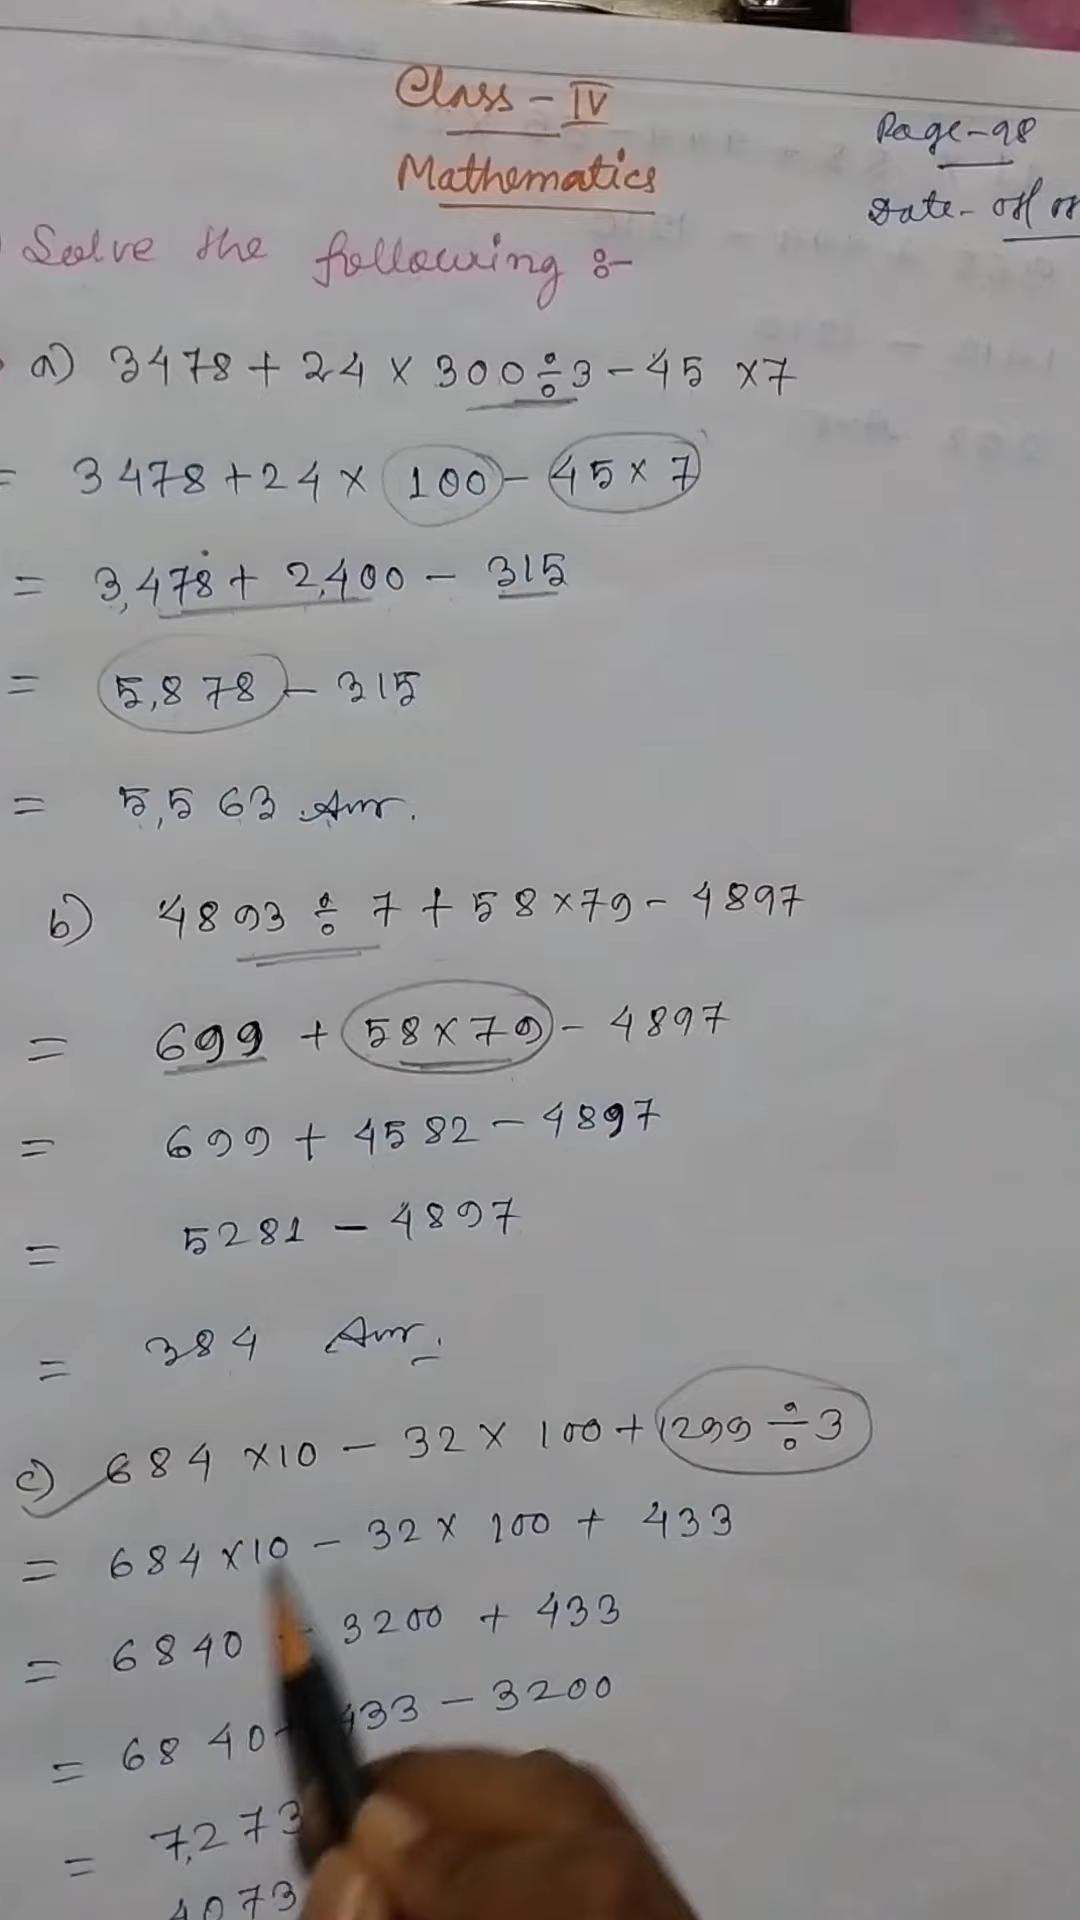 Class - IV
Mathematics
Page - 98
Date -
Solve the following :-
a) 3478 + 24 × 300 ÷ 3 - 45 × 7
= 3478 + 24 × 100 - 45 × 7
= 3,478 + 2,400 - 315
= 5,878 - 315
= 5,563 Ans.
b) 4893 ÷ 7 + 58 × 79 - 4897
= 699 + 58 × 79 - 4897
= 699 + 4582 - 4897
= 5281 - 4897
= 384 Ans.
c) 684 × 10 - 32 × 100 + 1299 ÷ 3
= 684 × 10 - 32 × 100 + 433
= 6840 - 3200 + 433
= 6840 + 433 - 3200
= 7,273
4073